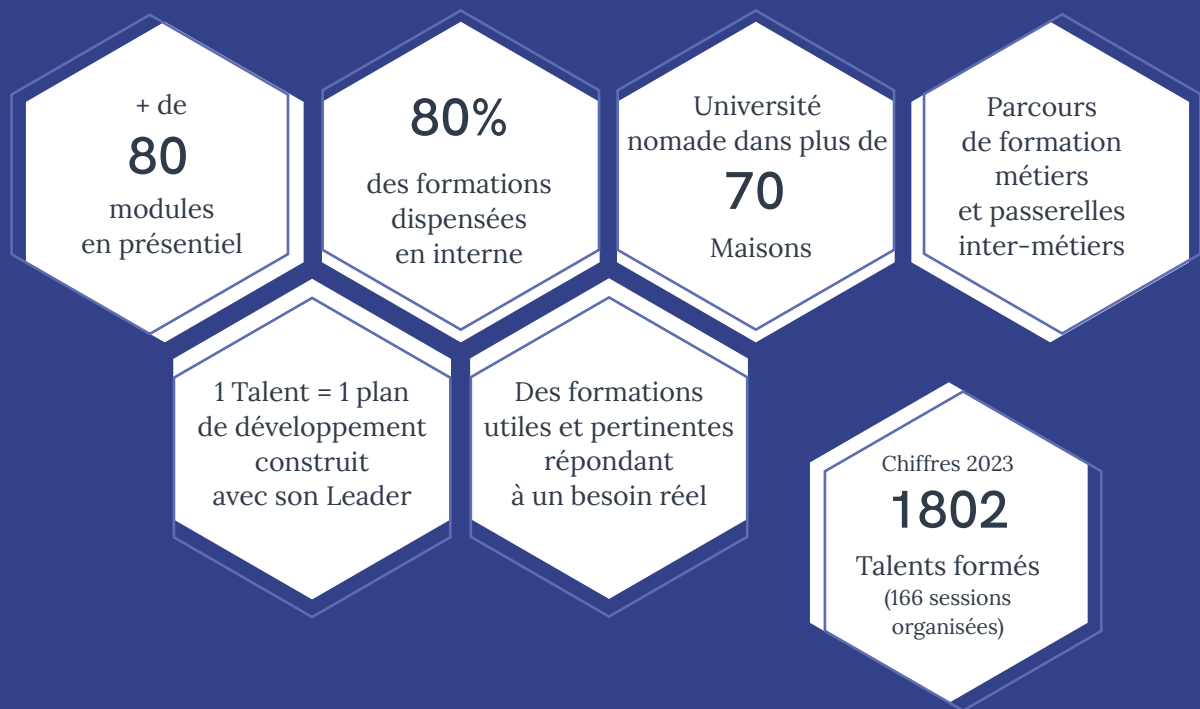 + de
80
modules
en présentiel
80%
des formations
dispensées
en interne
Université
nomade dans plus de
70
Maisons
Parcours
de formation
métiers
et passerelles
inter-métiers
1 Talent = 1 plan
de développement
construit
avec son Leader
Des formations
utiles et pertinentes
répondant
à un besoin réel
Chiffres 2023
1802
Talents formés
(166 sessions
organisées)